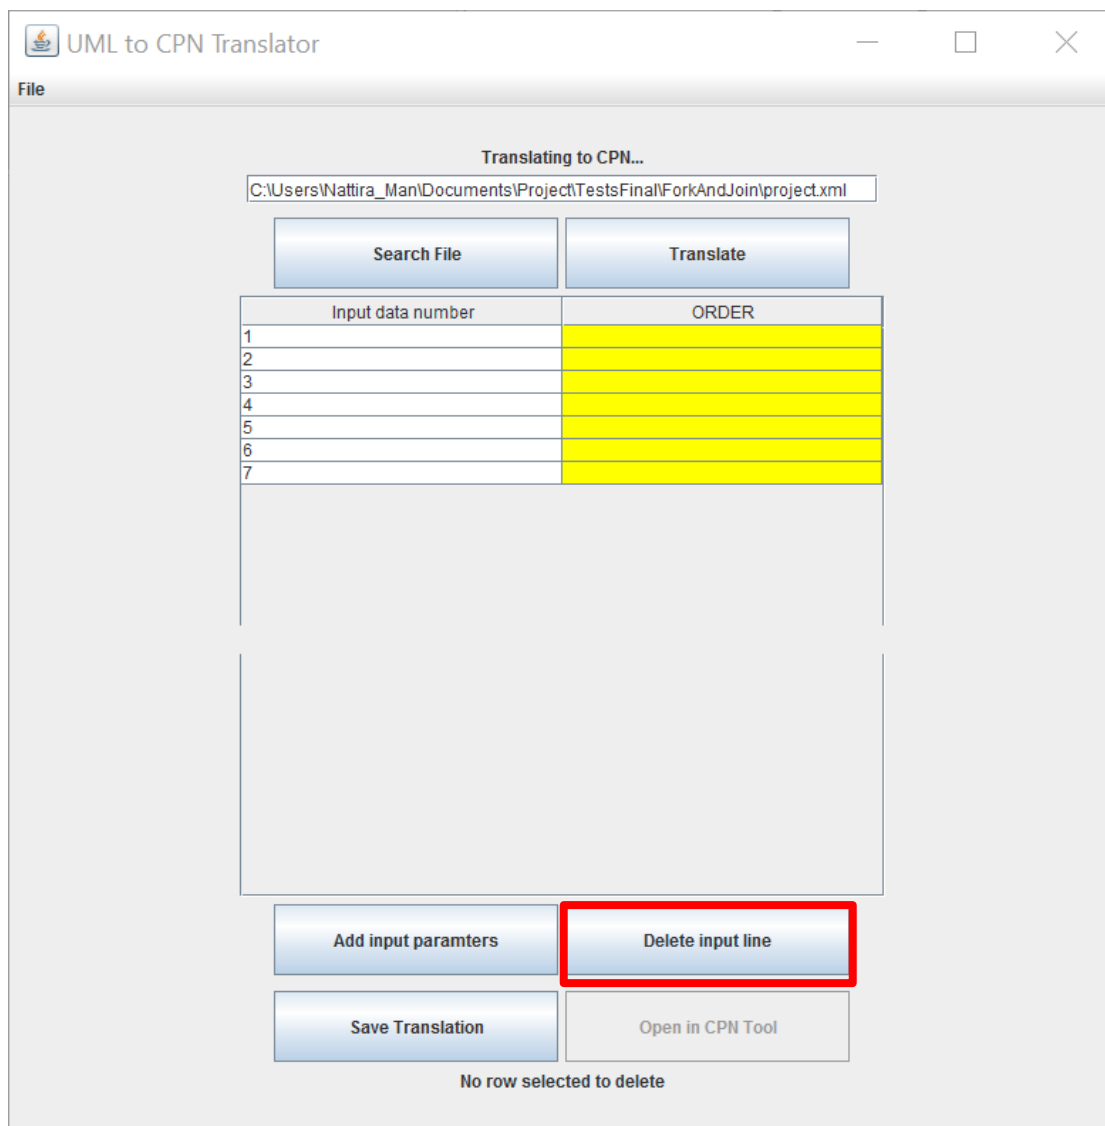 UML to CPN Translator
File
Translating to CPN...
C:\Users\Nattira_Man\Documents\Project\TestsFinal\ForkAndJoin\project.xml
Search File Translate
Input data number ORDER
1
2
3
4
5
6
7
Add input paramters Delete input line
Save Translation Open in CPN Tool
No row selected to delete